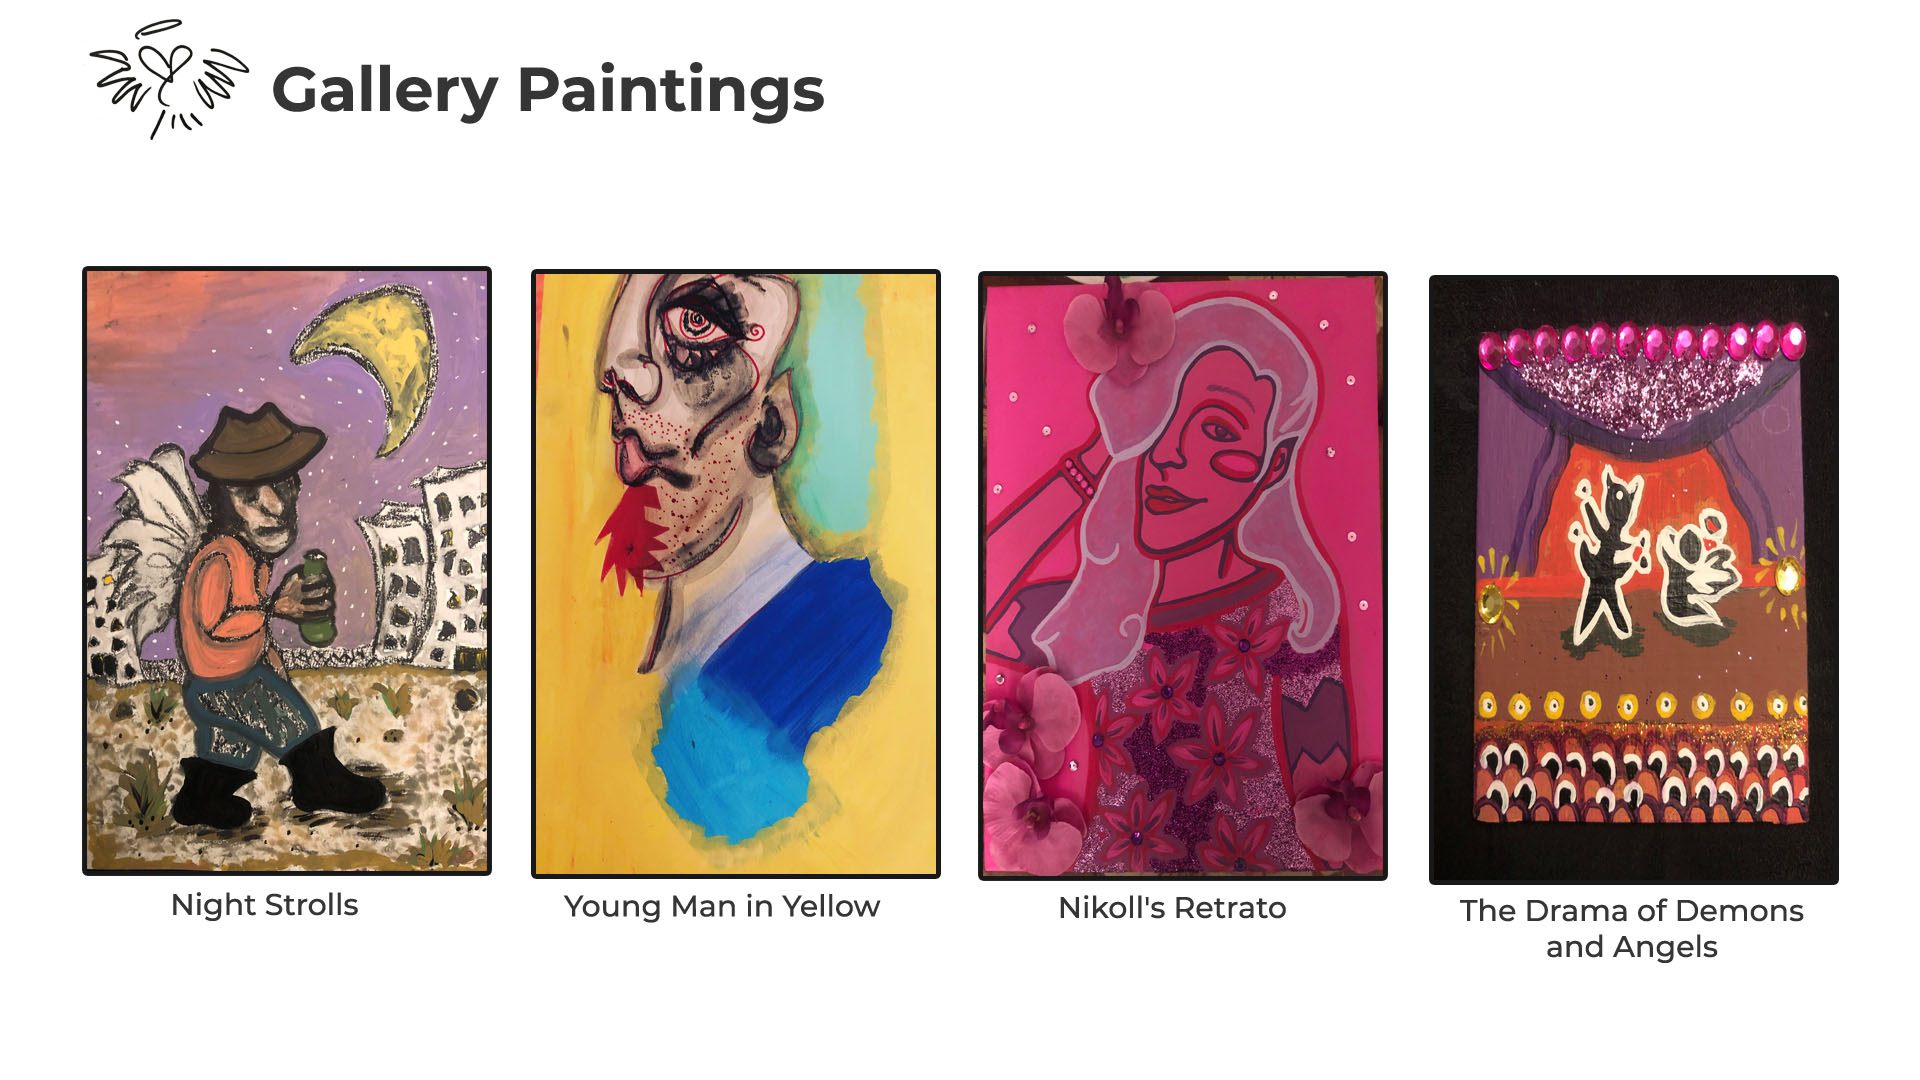 Gallery Paintings
Night Strolls
Young Man in Yellow
Nikoll's Retrato
The Drama of Demons
and Angels